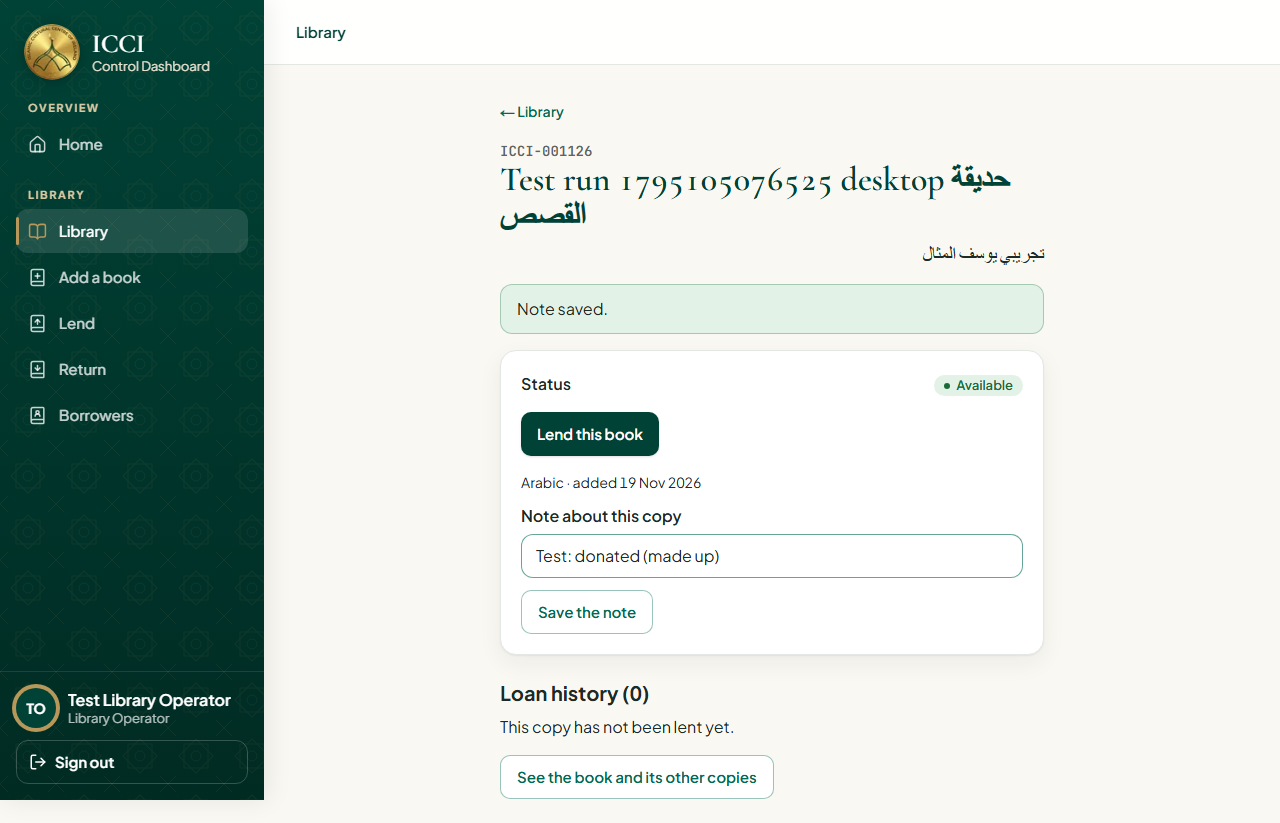 ICCI
Control Dashboard
OVERVIEW
Home
LIBRARY
Library
Add a book
Lend
Return
Borrowers
TO
Test Library Operator
Library Operator
Sign out
Library
← Library
ICCI-001126
Test run 1795105076525 desktop حديقة
القصص
تجريبي يوسف المثال
Note saved.
Status
Available
Lend this book
Arabic · added 19 Nov 2026
Note about this copy
Test: donated (made up)
Save the note
Loan history (0)
This copy has not been lent yet.
See the book and its other copies